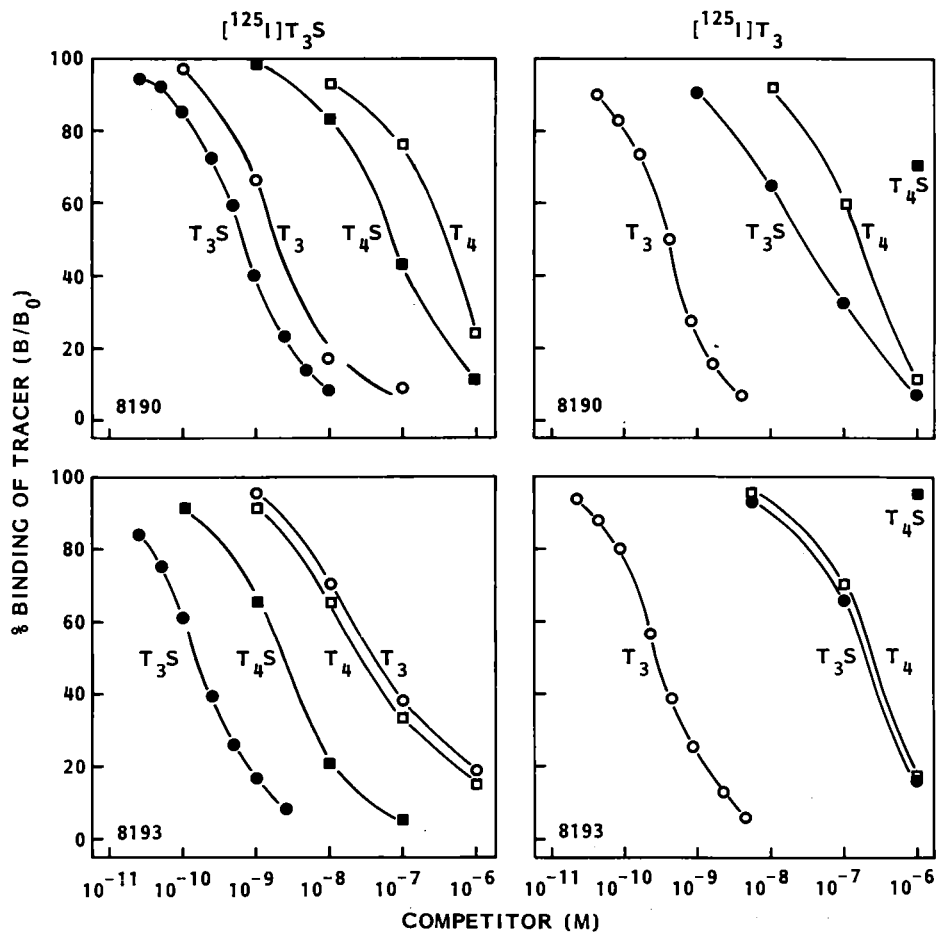 [¹²⁵I]T₃S
[¹²⁵I]T₃
% BINDING OF TRACER (B/B₀)
100
80
60
40
20
0
T₃S
T₃
T₄S
T₄
8190
T₃
T₃S
T₄
T₄S
8190
100
80
60
40
20
0
T₃S
T₄S
T₄
T₃
8193
T₃
T₃S
T₄
T₄S
8193
10⁻¹¹ 10⁻¹⁰ 10⁻⁹ 10⁻⁸ 10⁻⁷ 10⁻⁶
10⁻¹¹ 10⁻¹⁰ 10⁻⁹ 10⁻⁸ 10⁻⁷ 10⁻⁶
COMPETITOR (M)